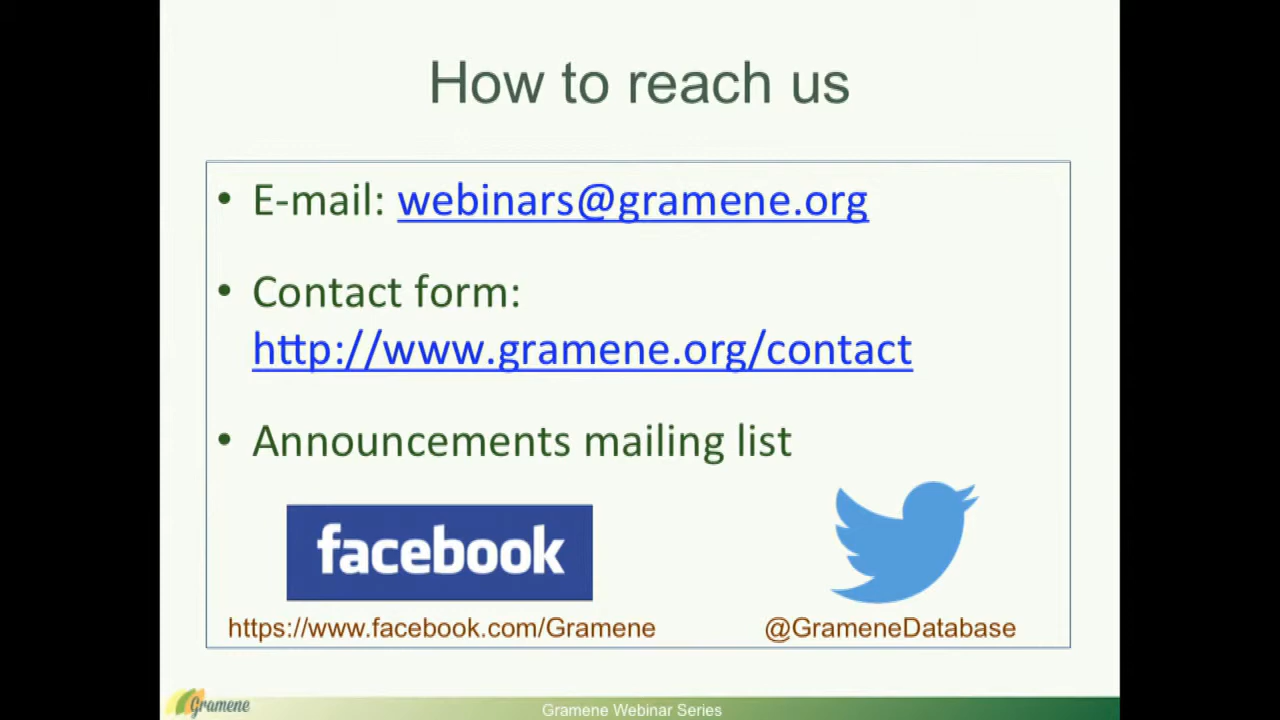 How to reach us
• E-mail: webinars@gramene.org
• Contact form:
http://www.gramene.org/contact
• Announcements mailing list
facebook
https://www.facebook.com/Gramene
@GrameneDatabase
Gramene
Gramene Webinar Series